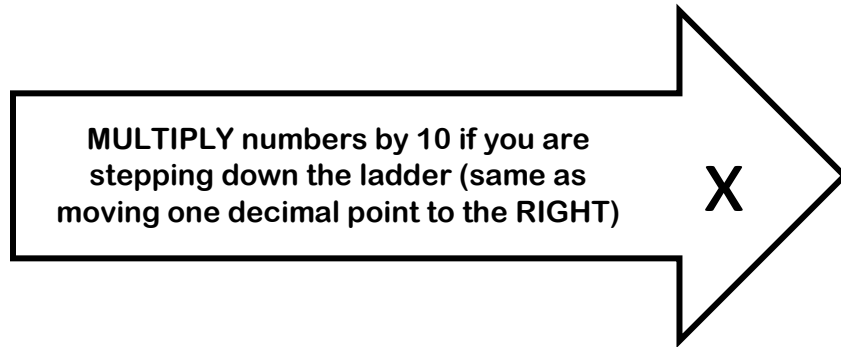 MULTIPLY numbers by 10 if you are
stepping down the ladder (same as
moving one decimal point to the RIGHT)
X